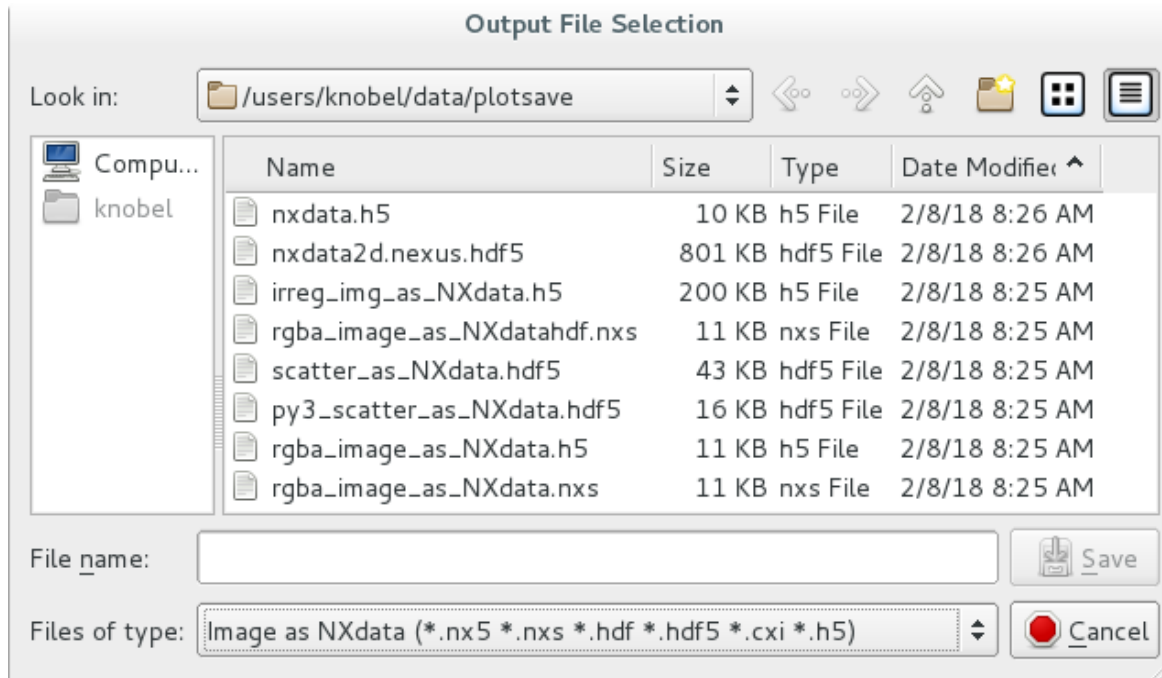 Output File Selection
Look in: /users/knobel/data/plotsave
Compu...
knobel
Name Size Type Date Modified
nxdata.h5 10 KB h5 File 2/8/18 8:26 AM
nxdata2d.nexus.hdf5 801 KB hdf5 File 2/8/18 8:26 AM
irreg_img_as_NXdata.h5 200 KB h5 File 2/8/18 8:25 AM
rgba_image_as_NXdatahdf.nxs 11 KB nxs File 2/8/18 8:25 AM
scatter_as_NXdata.hdf5 43 KB hdf5 File 2/8/18 8:25 AM
py3_scatter_as_NXdata.hdf5 16 KB hdf5 File 2/8/18 8:25 AM
rgba_image_as_NXdata.h5 11 KB h5 File 2/8/18 8:25 AM
rgba_image_as_NXdata.nxs 11 KB nxs File 2/8/18 8:25 AM
File name: Save
Files of type: Image as NXdata (*.nx5 *.nxs *.hdf *.hdf5 *.cxi *.h5) Cancel